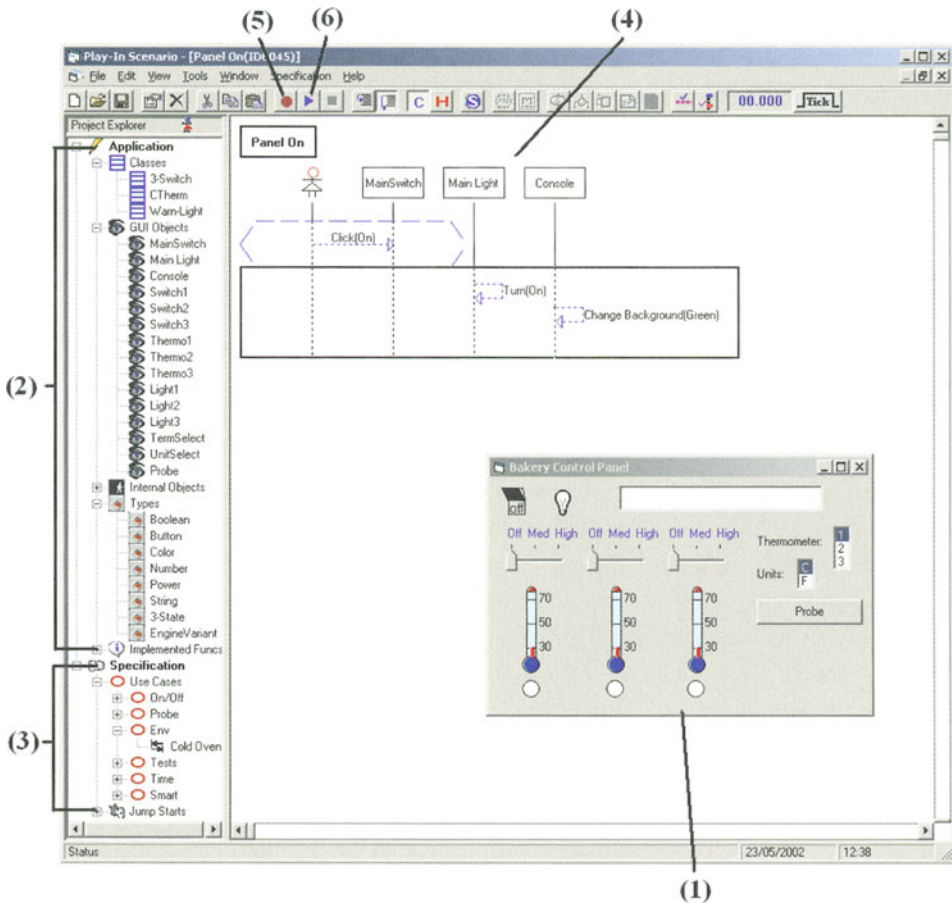 (5)
(6)
(4)
Play-In Scenario - [Panel On(ID0045)]
File Edit View Tools Window Specification Help
C H S 00.000 Tick
Project Explorer
Application
Classes
3-Switch
CTherm
Warn-Light
GUI Objects
MainSwitch
Main Light
Console
Switch1
Switch2
Switch3
Thermo1
Thermo2
Thermo3
Light1
Light2
Light3
TermSelect
UnitSelect
Probe
Internal Objects
Types
Boolean
Button
Color
Number
Power
String
3-State
EngineVariant
Implemented Funcs
Specification
Use Cases
On/Off
Probe
Env
Cold Oven
Tests
Time
Smart
Jump Starts
(2)
(3)
Panel On
MainSwitch Main Light Console
Click(On)
Turn(On)
Change Background(Green)
Bakery Control Panel
Off
Off Med High Off Med High Off Med High
Thermometer: 1
2
3
Units: C
F
Probe
70 70 70
50 50 50
30 30 30
Status 23/05/2002 12:38
(1)